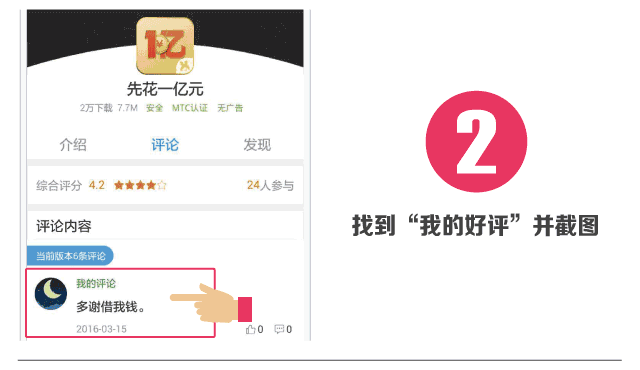 1亿
先花一亿元
2万下载 7.7M 安全 MTC认证 无广告
介绍 评论 发现
综合评分 4.2 24人参与
评论内容
当前版本6条评论
我的评论
多谢借我钱。
2016-03-15 0 0
2
找到“我的好评”并截图